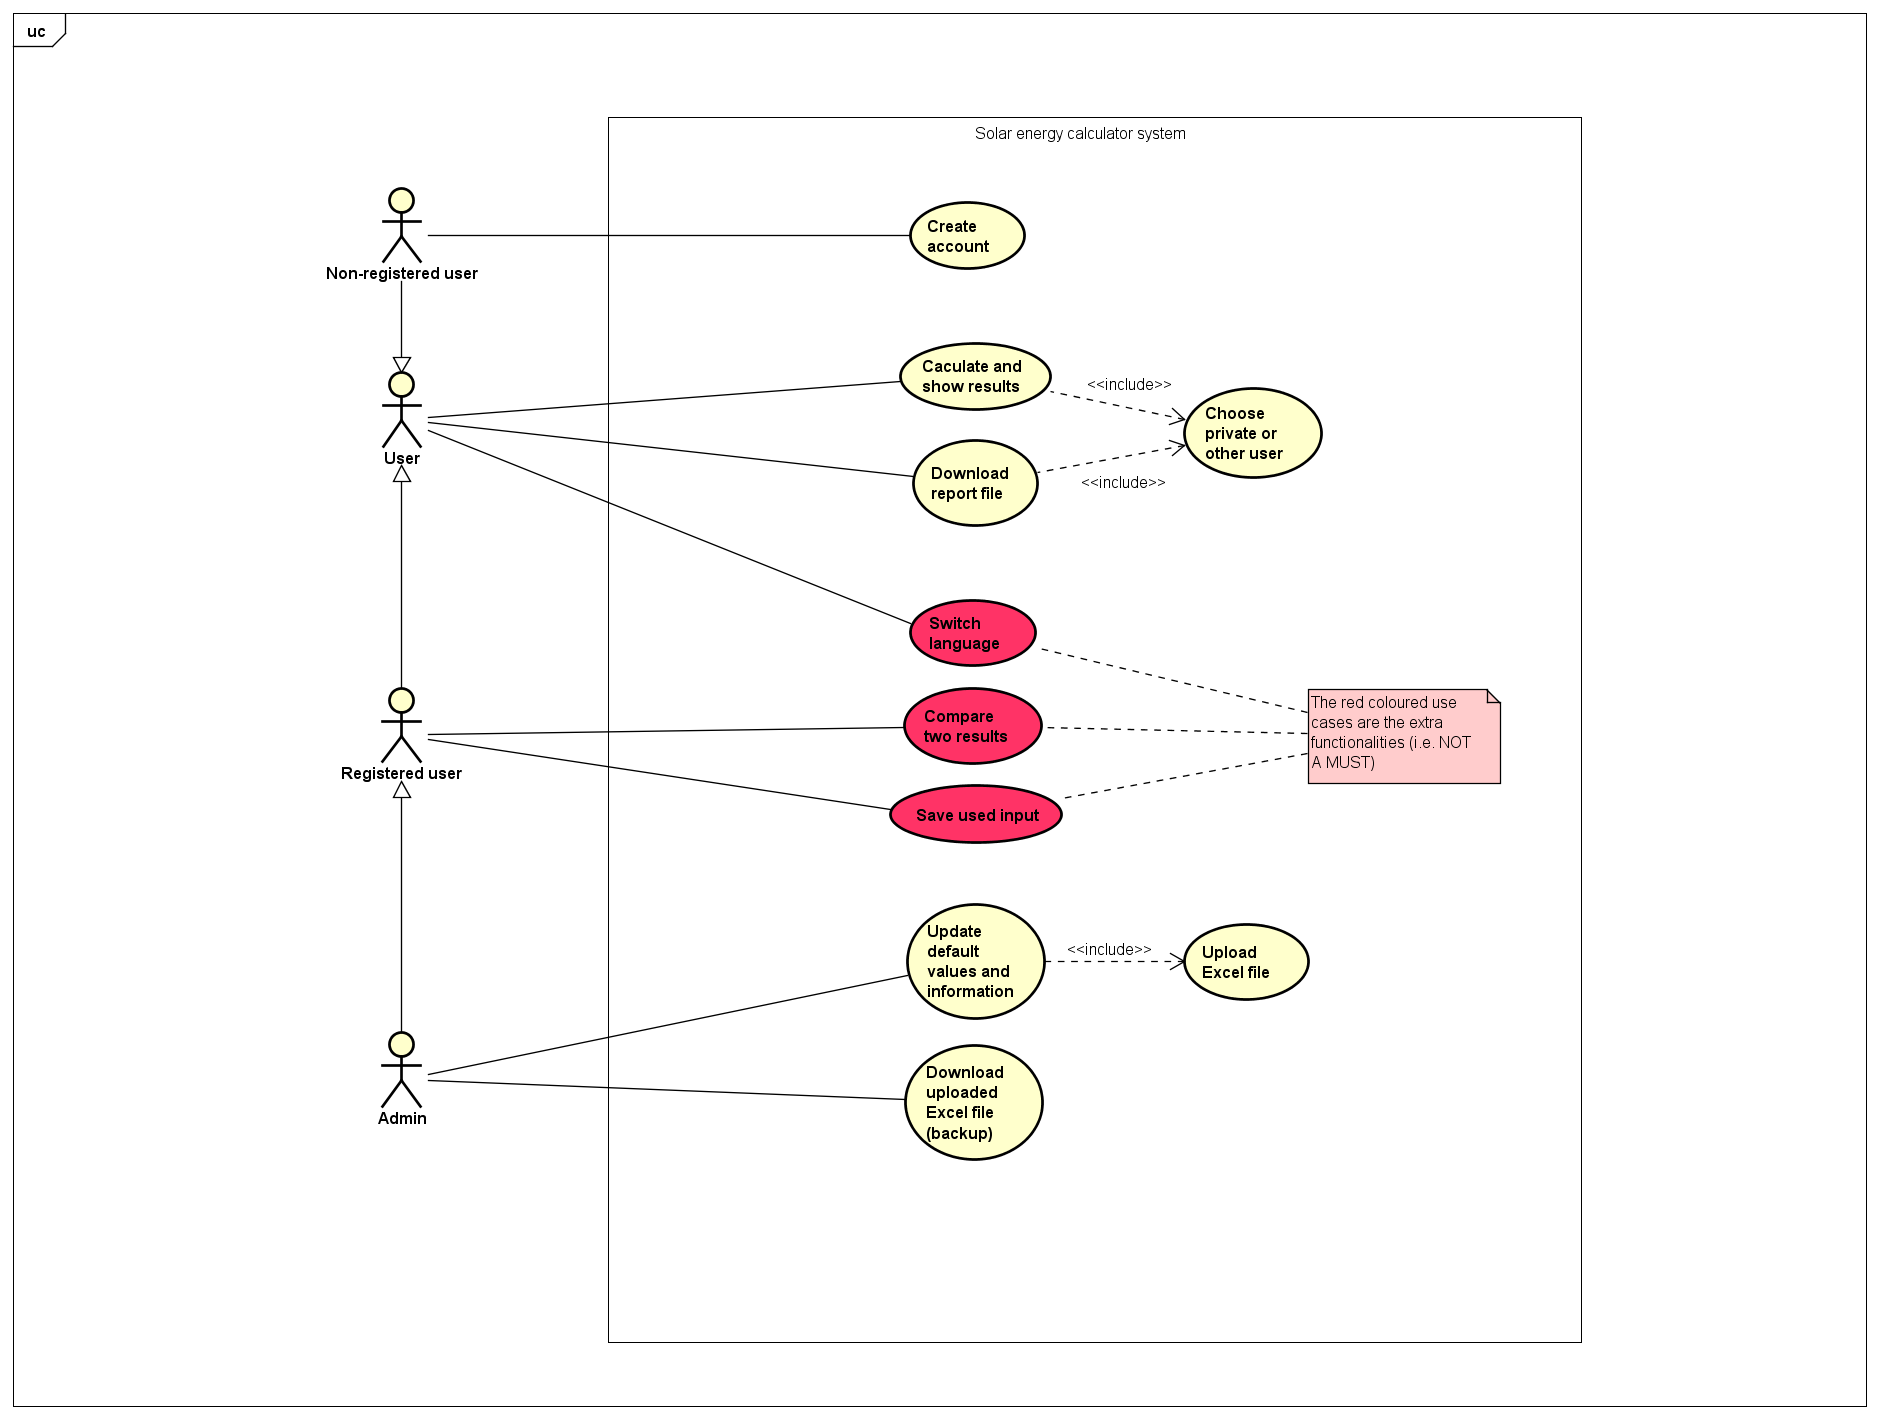 uc
Solar energy calculator system
Non-registered user
Create
account
User
Caculate and
show results
<<include>>
Choose
private or
other user
Download
report file
<<include>>
Switch
language
Registered user
Compare
two results
The red coloured use
cases are the extra
functionalities (i.e. NOT
A MUST)
Save used input
Admin
Update
default
values and
information
<<include>>
Upload
Excel file
Download
uploaded
Excel file
(backup)